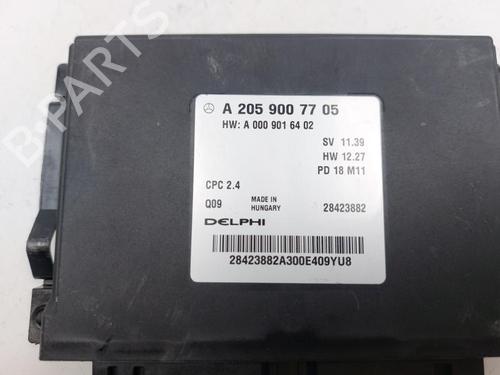 A 205 900 77 05
HW: A 000 901 64 02
SV 11.39
HW 12.27
PD 18 M11
CPC 2.4
Q09
MADE IN
HUNGARY
28423882
DELPHI
28423882A300E409YU8
B-PARTS